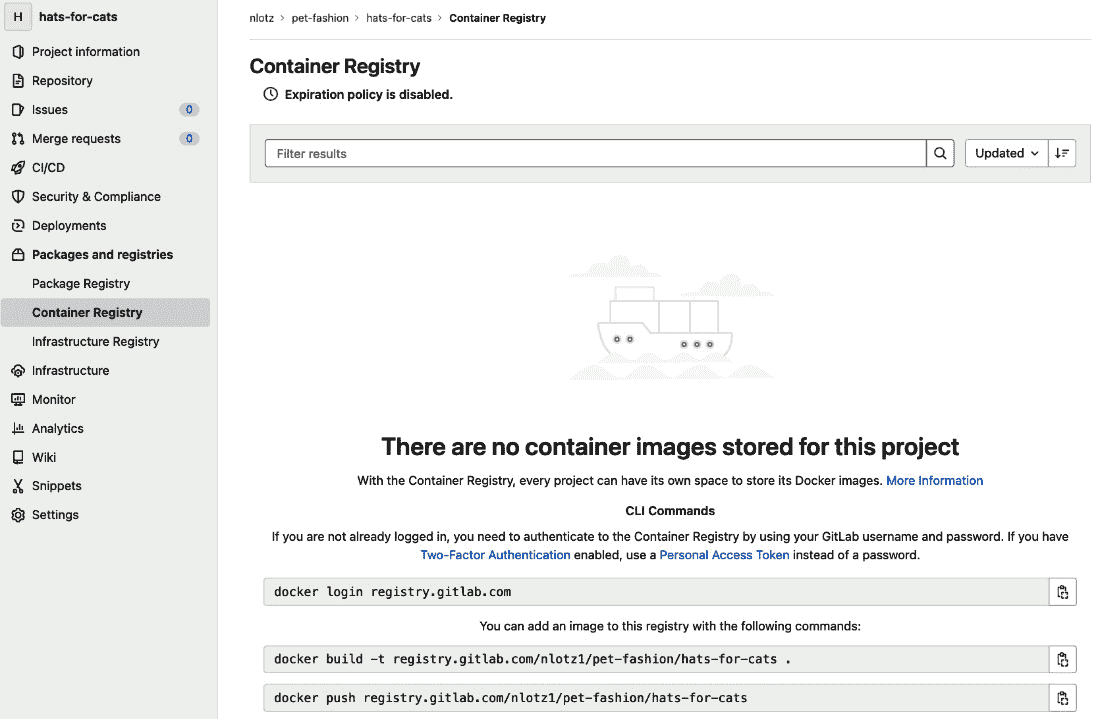 H hats-for-cats
Project information
Repository
Issues 0
Merge requests 0
CI/CD
Security & Compliance
Deployments
Packages and registries
Package Registry
Container Registry
Infrastructure Registry
Infrastructure
Monitor
Analytics
Wiki
Snippets
Settings
nlotz > pet-fashion > hats-for-cats > Container Registry
Container Registry
Expiration policy is disabled.
Filter results
Updated
There are no container images stored for this project
With the Container Registry, every project can have its own space to store its Docker images. More Information
CLI Commands
If you are not already logged in, you need to authenticate to the Container Registry by using your GitLab username and password. If you have
Two-Factor Authentication enabled, use a Personal Access Token instead of a password.
docker login registry.gitlab.com
You can add an image to this registry with the following commands:
docker build -t registry.gitlab.com/nlotz1/pet-fashion/hats-for-cats .
docker push registry.gitlab.com/nlotz1/pet-fashion/hats-for-cats